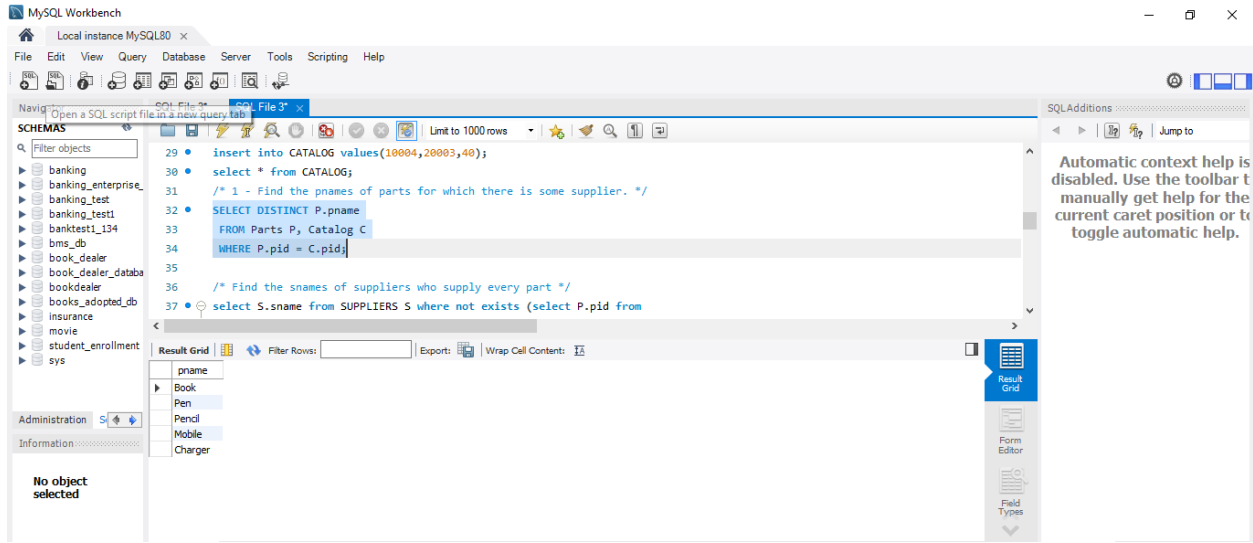 MySQL Workbench
Local instance MySQL80 ×
File Edit View Query Database Server Tools Scripting Help
Navigator
SQL File 3* SQL File 3* ×
SQLAdditions
Open a SQL script file in a new query tab
SCHEMAS
Limit to 1000 rows
Jump to
Filter objects
banking
banking_enterprise_
banking_test
banking_test1
banktest1_134
bms_db
book_dealer
book_dealer_databa
bookdealer
books_adopted_db
insurance
movie
student_enrollment
sys
29 insert into CATALOG values(10004,20003,40);
30 select * from CATALOG;
31 /* 1 - Find the pnames of parts for which there is some supplier. */
32 SELECT DISTINCT P.pname
33 FROM Parts P, Catalog C
34 WHERE P.pid = C.pid;
35
36 /* Find the snames of suppliers who supply every part */
37 select S.sname from SUPPLIERS S where not exists (select P.pid from
Automatic context help is
disabled. Use the toolbar t
manually get help for the
current caret position or to
toggle automatic help.
Result Grid Filter Rows: Export: Wrap Cell Content:
pname
Book
Pen
Pencil
Mobile
Charger
Result
Grid
Form
Editor
Field
Types
Administration
Information
No object
selected